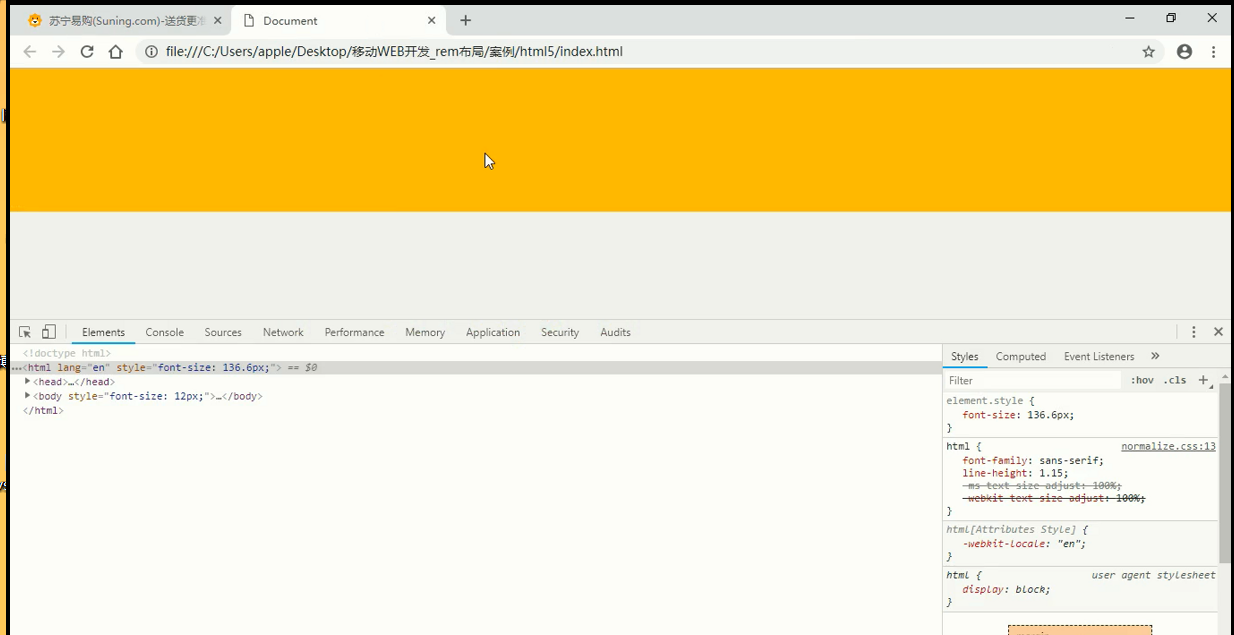 苏宁易购(Suning.com)-送货更
Document
file:///C:/Users/apple/Desktop/移动WEB开发_rem布局/案例/html5/index.html
Elements Console Sources Network Performance Memory Application Security Audits
<!doctype html>
…<html lang="en" style="font-size: 136.6px;"> == $0
<head>…</head>
<body style="font-size: 12px;">…</body>
</html>
Styles Computed Event Listeners »
Filter :hov .cls +
element.style {
font-size: 136.6px;
}
html { normalize.css:13
font-family: sans-serif;
line-height: 1.15;
-ms-text-size-adjust: 100%;
-webkit-text-size-adjust: 100%;
}
html[Attributes Style] {
-webkit-locale: "en";
}
html { user agent stylesheet
display: block;
}